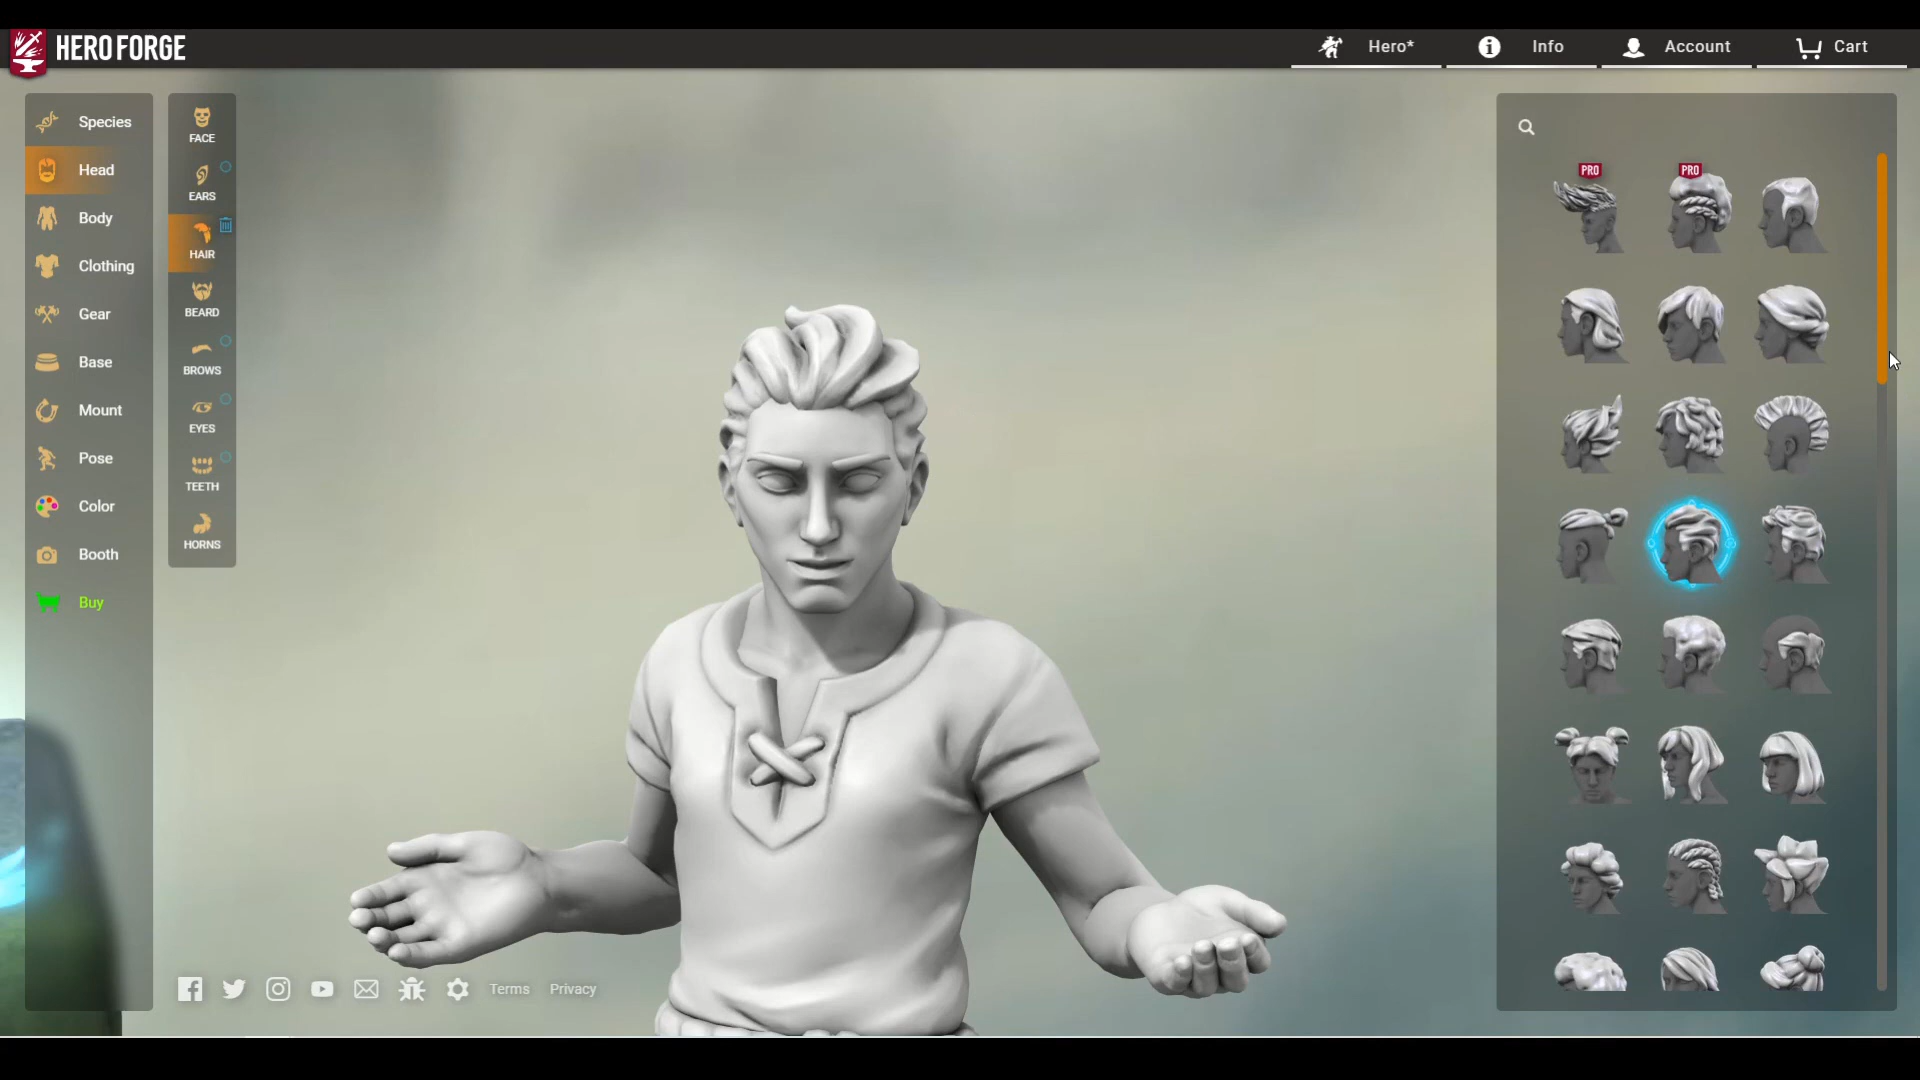 HERO FORGE
Hero*
Info
Account
Cart
Species
Head
Body
Clothing
Gear
Base
Mount
Pose
Color
Booth
Buy
FACE
EARS
HAIR
BEARD
BROWS
EYES
TEETH
HORNS
PRO
PRO
Terms
Privacy